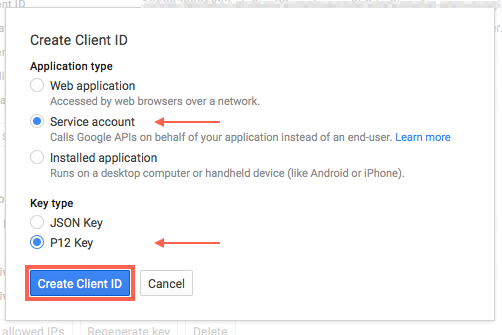 Create Client ID
Application type
Web application
Accessed by web browsers over a network.
Service account
Calls Google APIs on behalf of your application instead of an end-user. Learn more
Installed application
Runs on a desktop computer or handheld device (like Android or iPhone).
Key type
JSON Key
P12 Key
Create Client ID Cancel
allowed IPs Regenerate key Delete